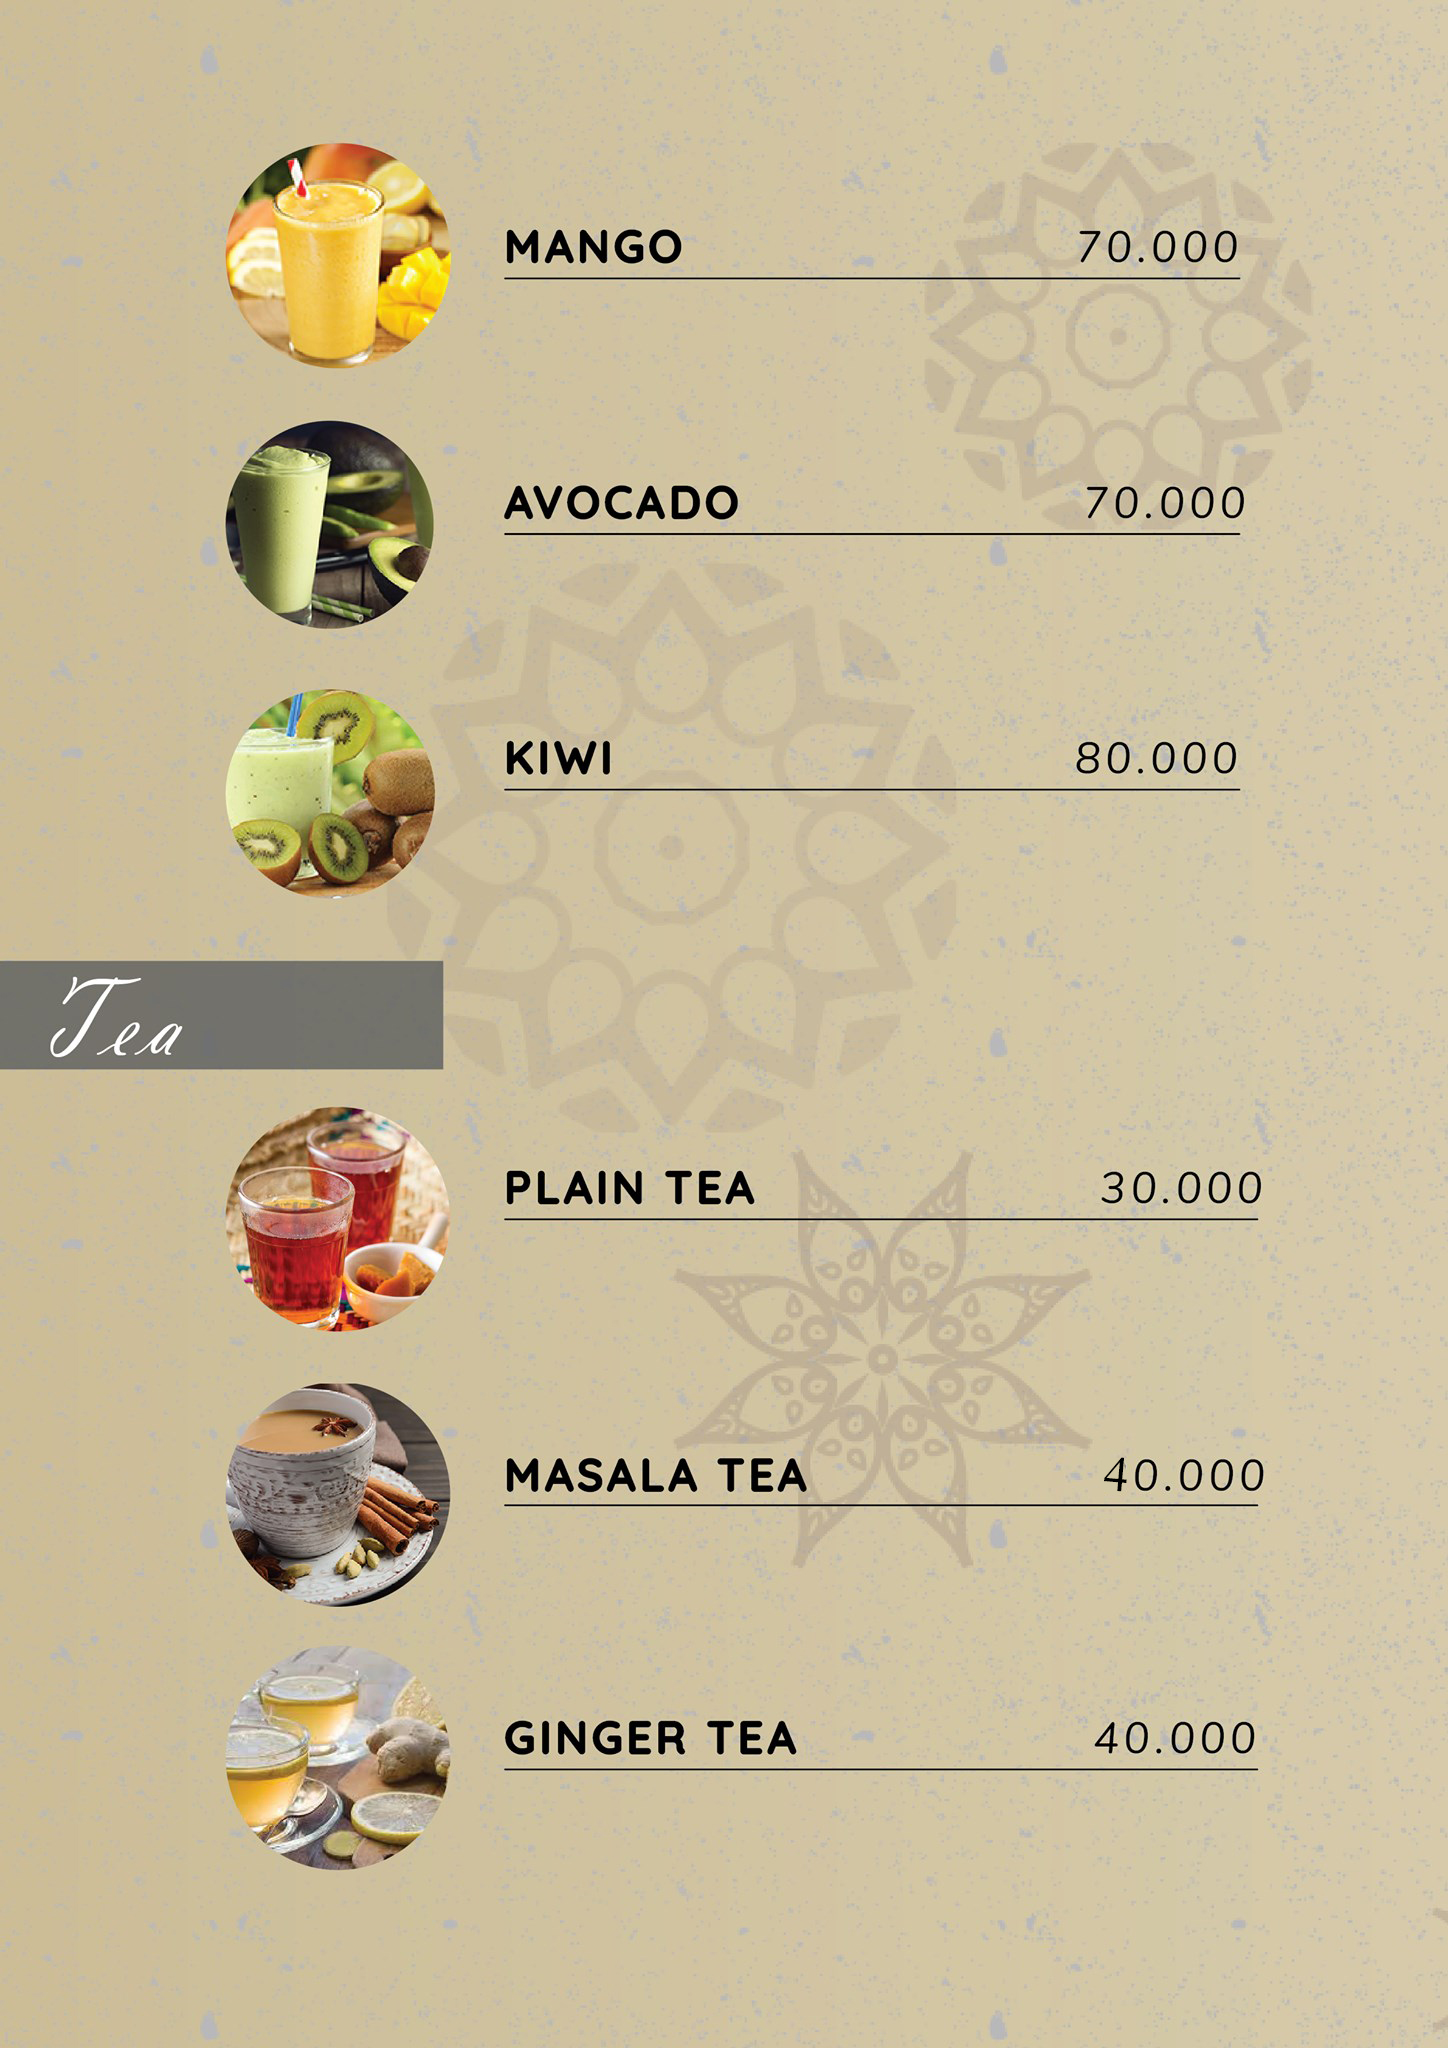 MANGO 70.000
AVOCADO 70.000
KIWI 80.000
Tea
PLAIN TEA 30.000
MASALA TEA 40.000
GINGER TEA 40.000